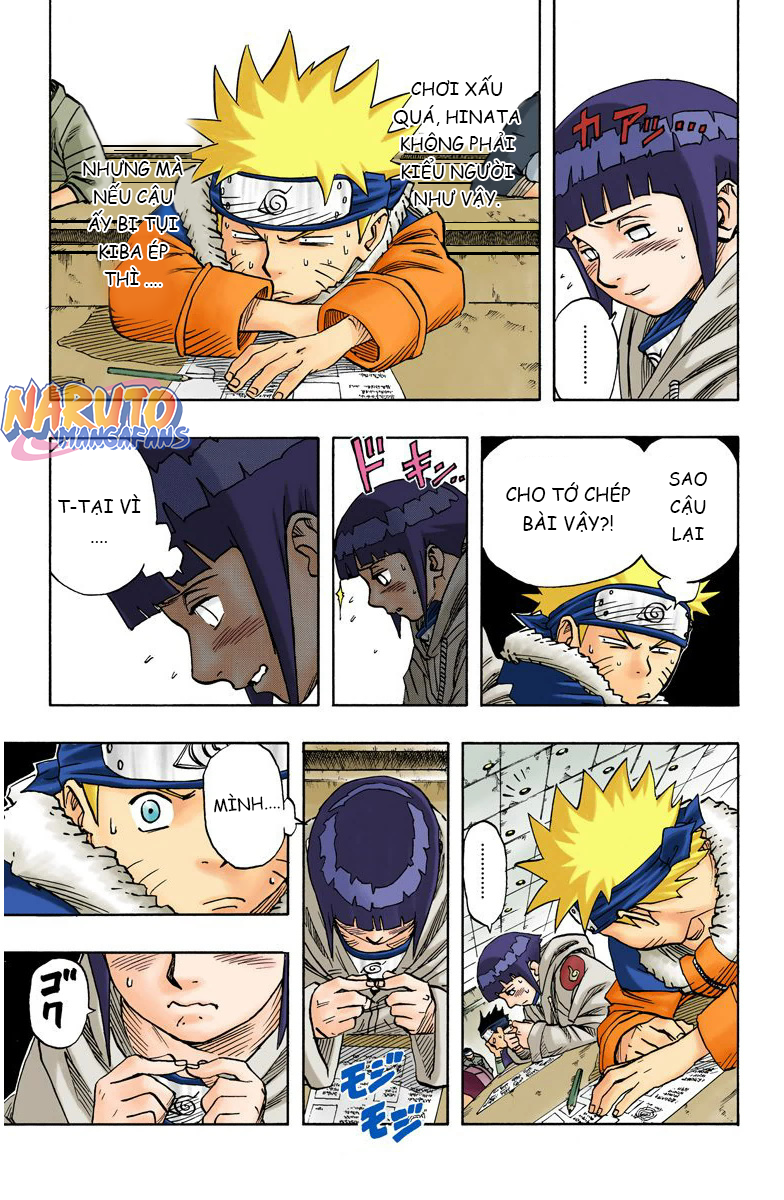 カアッ...
............
CHƠI XẤU
QUÁ, HINATA
KHÔNG PHẢI
KIỂU NGƯỜI
NHƯ VẬY.
NHƯNG MÀ
NẾU CẬU
ẤY BỊ TỤI
KIBA ÉP
THÌ ....
NARUTO
MANGAFANS
SAO
CẬU
LẠI
CHO TỚ CHÉP
BÀI VẬY?!
ドキン..
T-TẠI VÌ
....
............
モジ
モジ
MÌNH....
ゴク